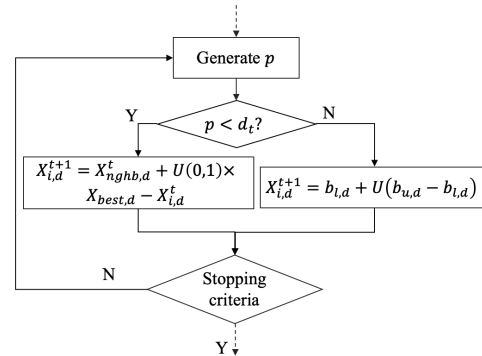 Generate p
Y
N
p < d_t?
X_{i,d}^{t+1} = X_{nghb,d}^{t} + U(0,1)×
X_{best,d} − X_{i,d}^{t}
X_{i,d}^{t+1} = b_{l,d} + U(b_{u,d} − b_{l,d})
N
Stopping
criteria
Y